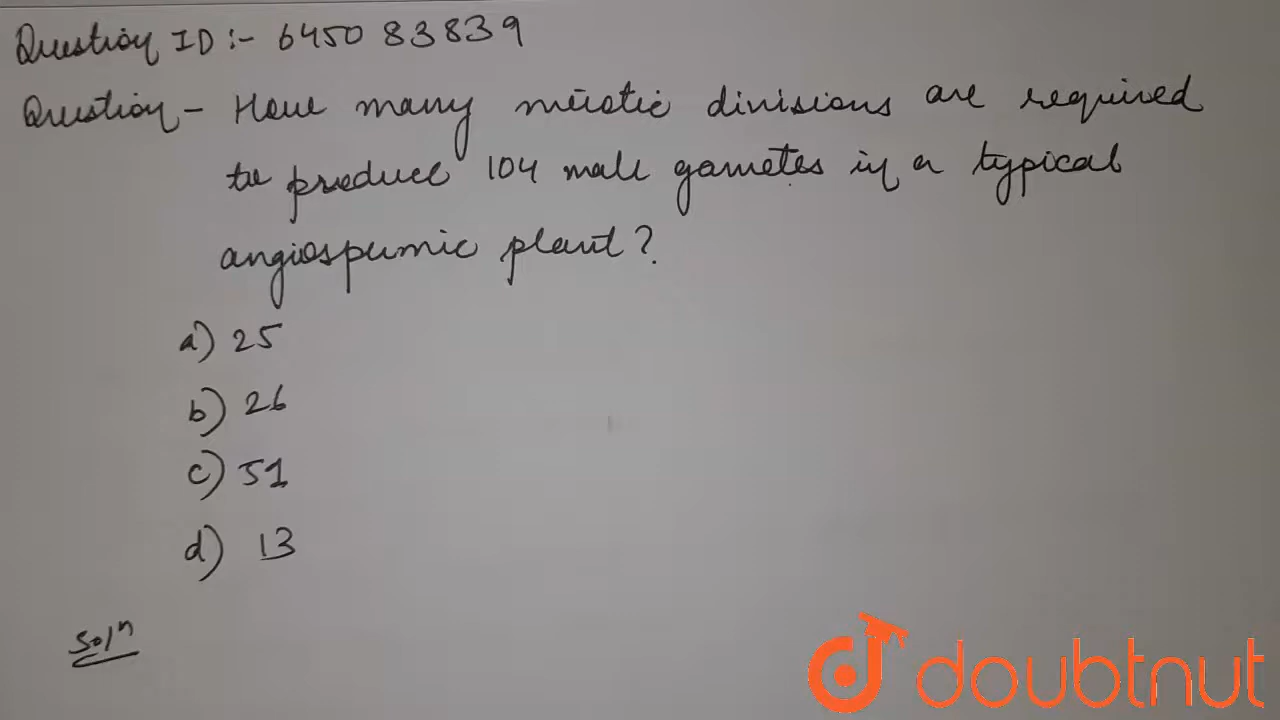 Question ID :- 645083839
Question - How many meiotic divisions are required
to produce 104 male gametes in a typical
angiospermic plant?
a) 25
b) 26
c) 51
d) 13
Solⁿ
doubtnut